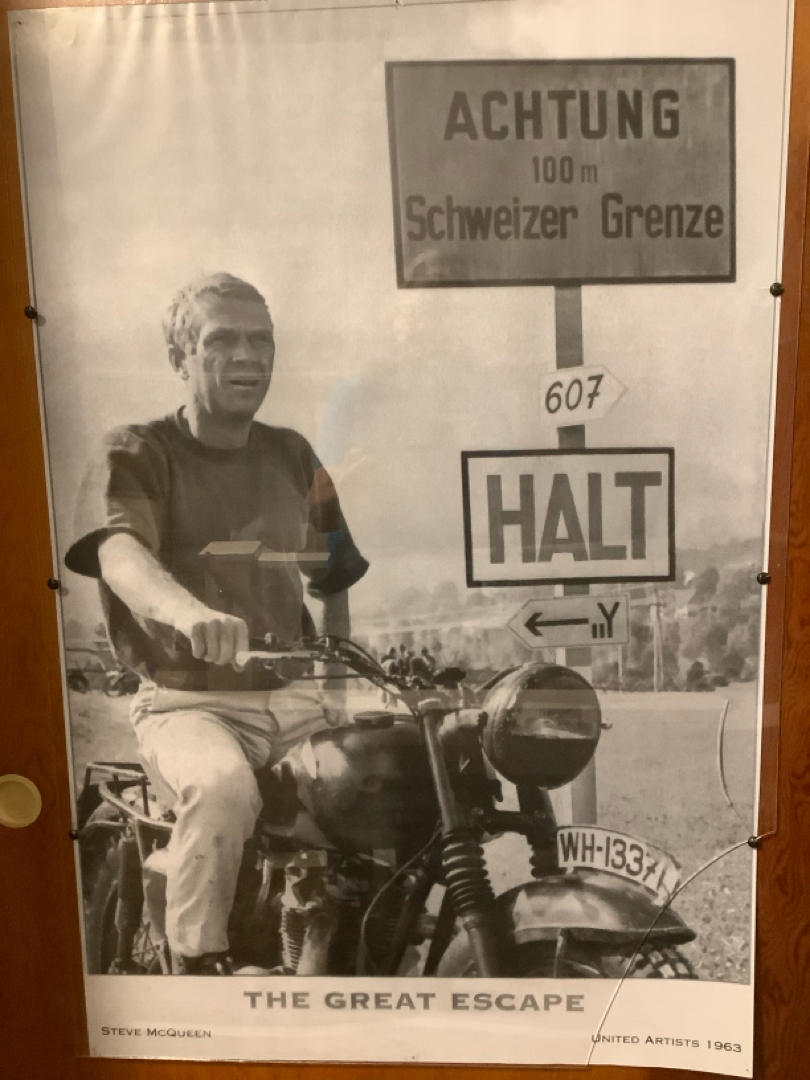 ACHTUNG
100 m
Schweizer Grenze
607
HALT
WH-13371
THE GREAT ESCAPE
STEVE MCQUEEN
UNITED ARTISTS 1963